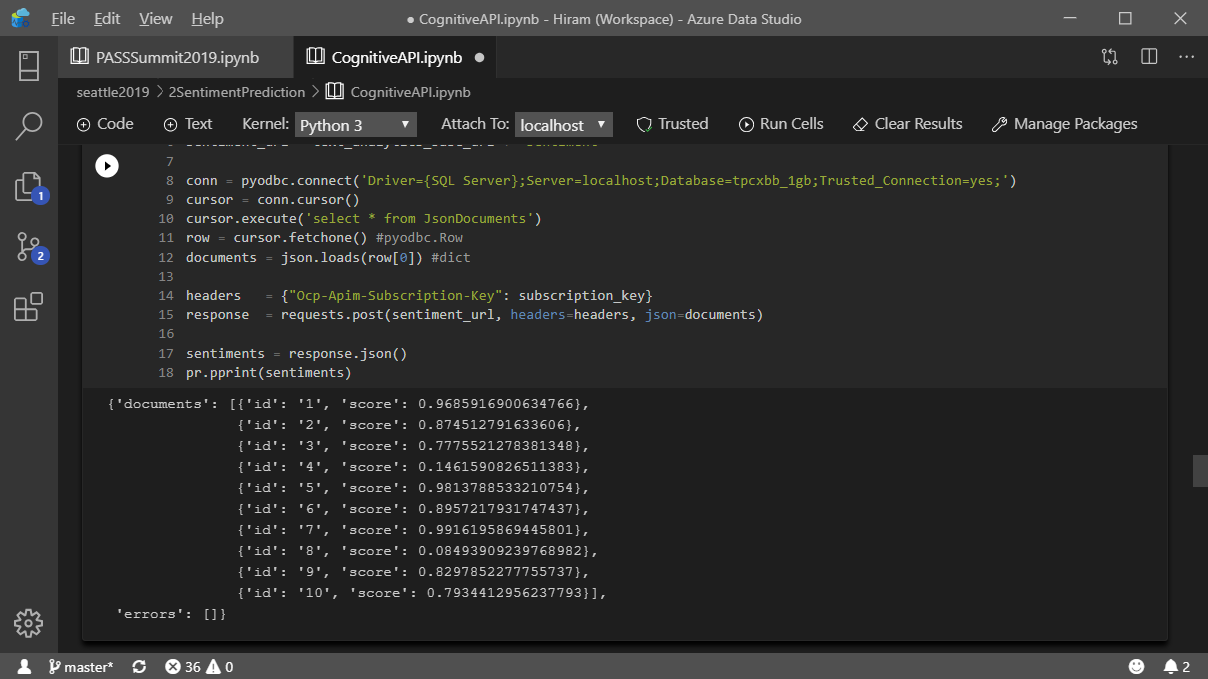 File Edit View Help ● CognitiveAPI.ipynb - Hiram (Workspace) - Azure Data Studio
PASSSummit2019.ipynb CognitiveAPI.ipynb ●
seattle2019 > 2SentimentPrediction > CognitiveAPI.ipynb
Code Text Kernel: Python 3 ▼ Attach To: localhost ▼ Trusted Run Cells Clear Results Manage Packages
7
8 conn = pyodbc.connect('Driver={SQL Server};Server=localhost;Database=tpcxbb_1gb;Trusted_Connection=yes;')
9 cursor = conn.cursor()
10 cursor.execute('select * from JsonDocuments')
11 row = cursor.fetchone() #pyodbc.Row
12 documents = json.loads(row[0]) #dict
13
14 headers   = {"Ocp-Apim-Subscription-Key": subscription_key}
15 response  = requests.post(sentiment_url, headers=headers, json=documents)
16
17 sentiments = response.json()
18 pr.pprint(sentiments)
{'documents': [{'id': '1', 'score': 0.9685916900634766},
{'id': '2', 'score': 0.874512791633606},
{'id': '3', 'score': 0.7775521278381348},
{'id': '4', 'score': 0.1461590826511383},
{'id': '5', 'score': 0.9813788533210754},
{'id': '6', 'score': 0.8957217931747437},
{'id': '7', 'score': 0.9916195869445801},
{'id': '8', 'score': 0.08493909239768982},
{'id': '9', 'score': 0.8297852277755737},
{'id': '10', 'score': 0.7934412956237793}],
'errors': []}
1
2
master* 36 0 2